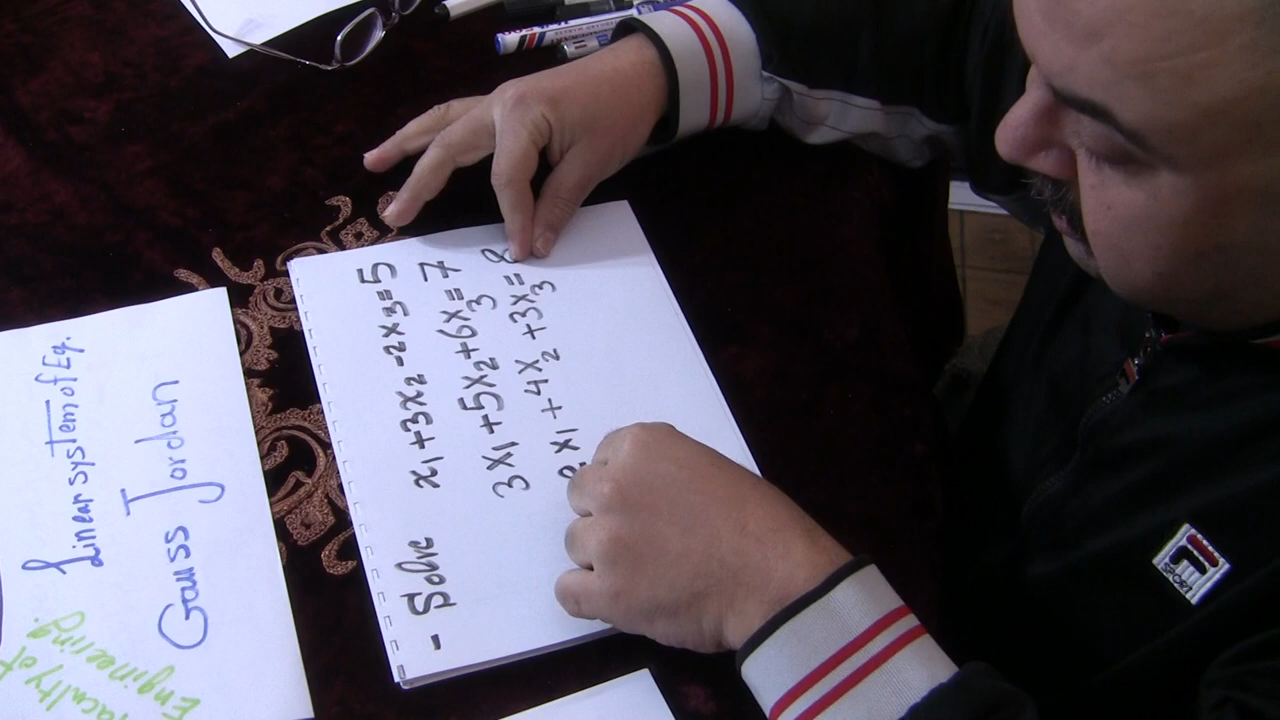 - Solve x₁+3x₂-2x₃=5
3x₁+5x₂+6x₃=7
2x₁+4x₂+3x₃=8
Linear system of Eq.
Gauss Jordan
Faculty of
Engineering.
SPORT